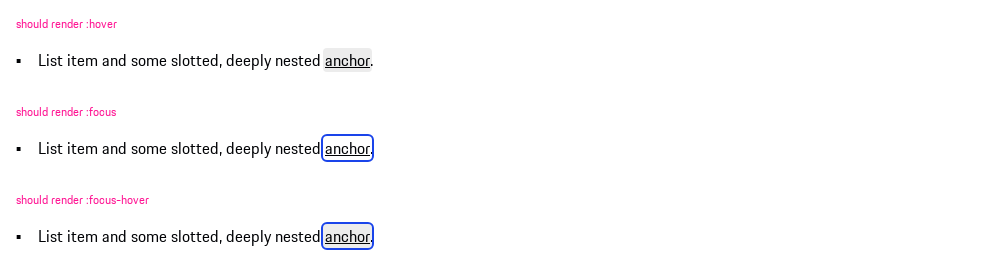 should render :hover
▪ List item and some slotted, deeply nested anchor.
should render :focus
▪ List item and some slotted, deeply nested anchor.
should render :focus-hover
▪ List item and some slotted, deeply nested anchor.